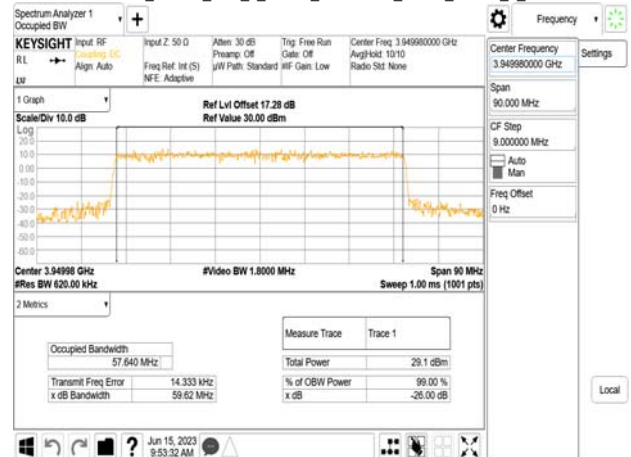 Spectrum Analyzer 1
Occupied BW
Frequency
KEYSIGHT
Input: RF
Coupling: DC
Align: Auto
Input Z: 50 Ω
Freq Ref: Int (S)
NFE: Adaptive
Atten: 30 dB
Preamp: Off
µW Path: Standard
Trig: Free Run
Gate: Off
#IF Gain: Low
Center Freq: 3.949980000 GHz
Avg|Hold: 10/10
Radio Std: None
RL
Center Frequency
3.949980000 GHz
Settings
Span
90.000 MHz
CF Step
9.000000 MHz
Auto
Man
Freq Offset
0 Hz
1 Graph
Scale/Div 10.0 dB
Ref Lvl Offset 17.28 dB
Ref Value 30.00 dBm
Log
20.0
10.0
0.00
-10.0
-20.0
-30.0
-40.0
-50.0
-60.0
Center 3.94998 GHz
#Video BW 1.8000 MHz
Span 90 MHz
#Res BW 620.00 kHz
Sweep 1.00 ms (1001 pts)
2 Metrics
Measure Trace
Trace 1
Occupied Bandwidth
57.640 MHz
Total Power
29.1 dBm
Transmit Freq Error
14.333 kHz
% of OBW Power
99.00 %
x dB Bandwidth
59.62 MHz
x dB
-26.00 dB
Local
?
Jun 15, 2023
9:53:32 AM